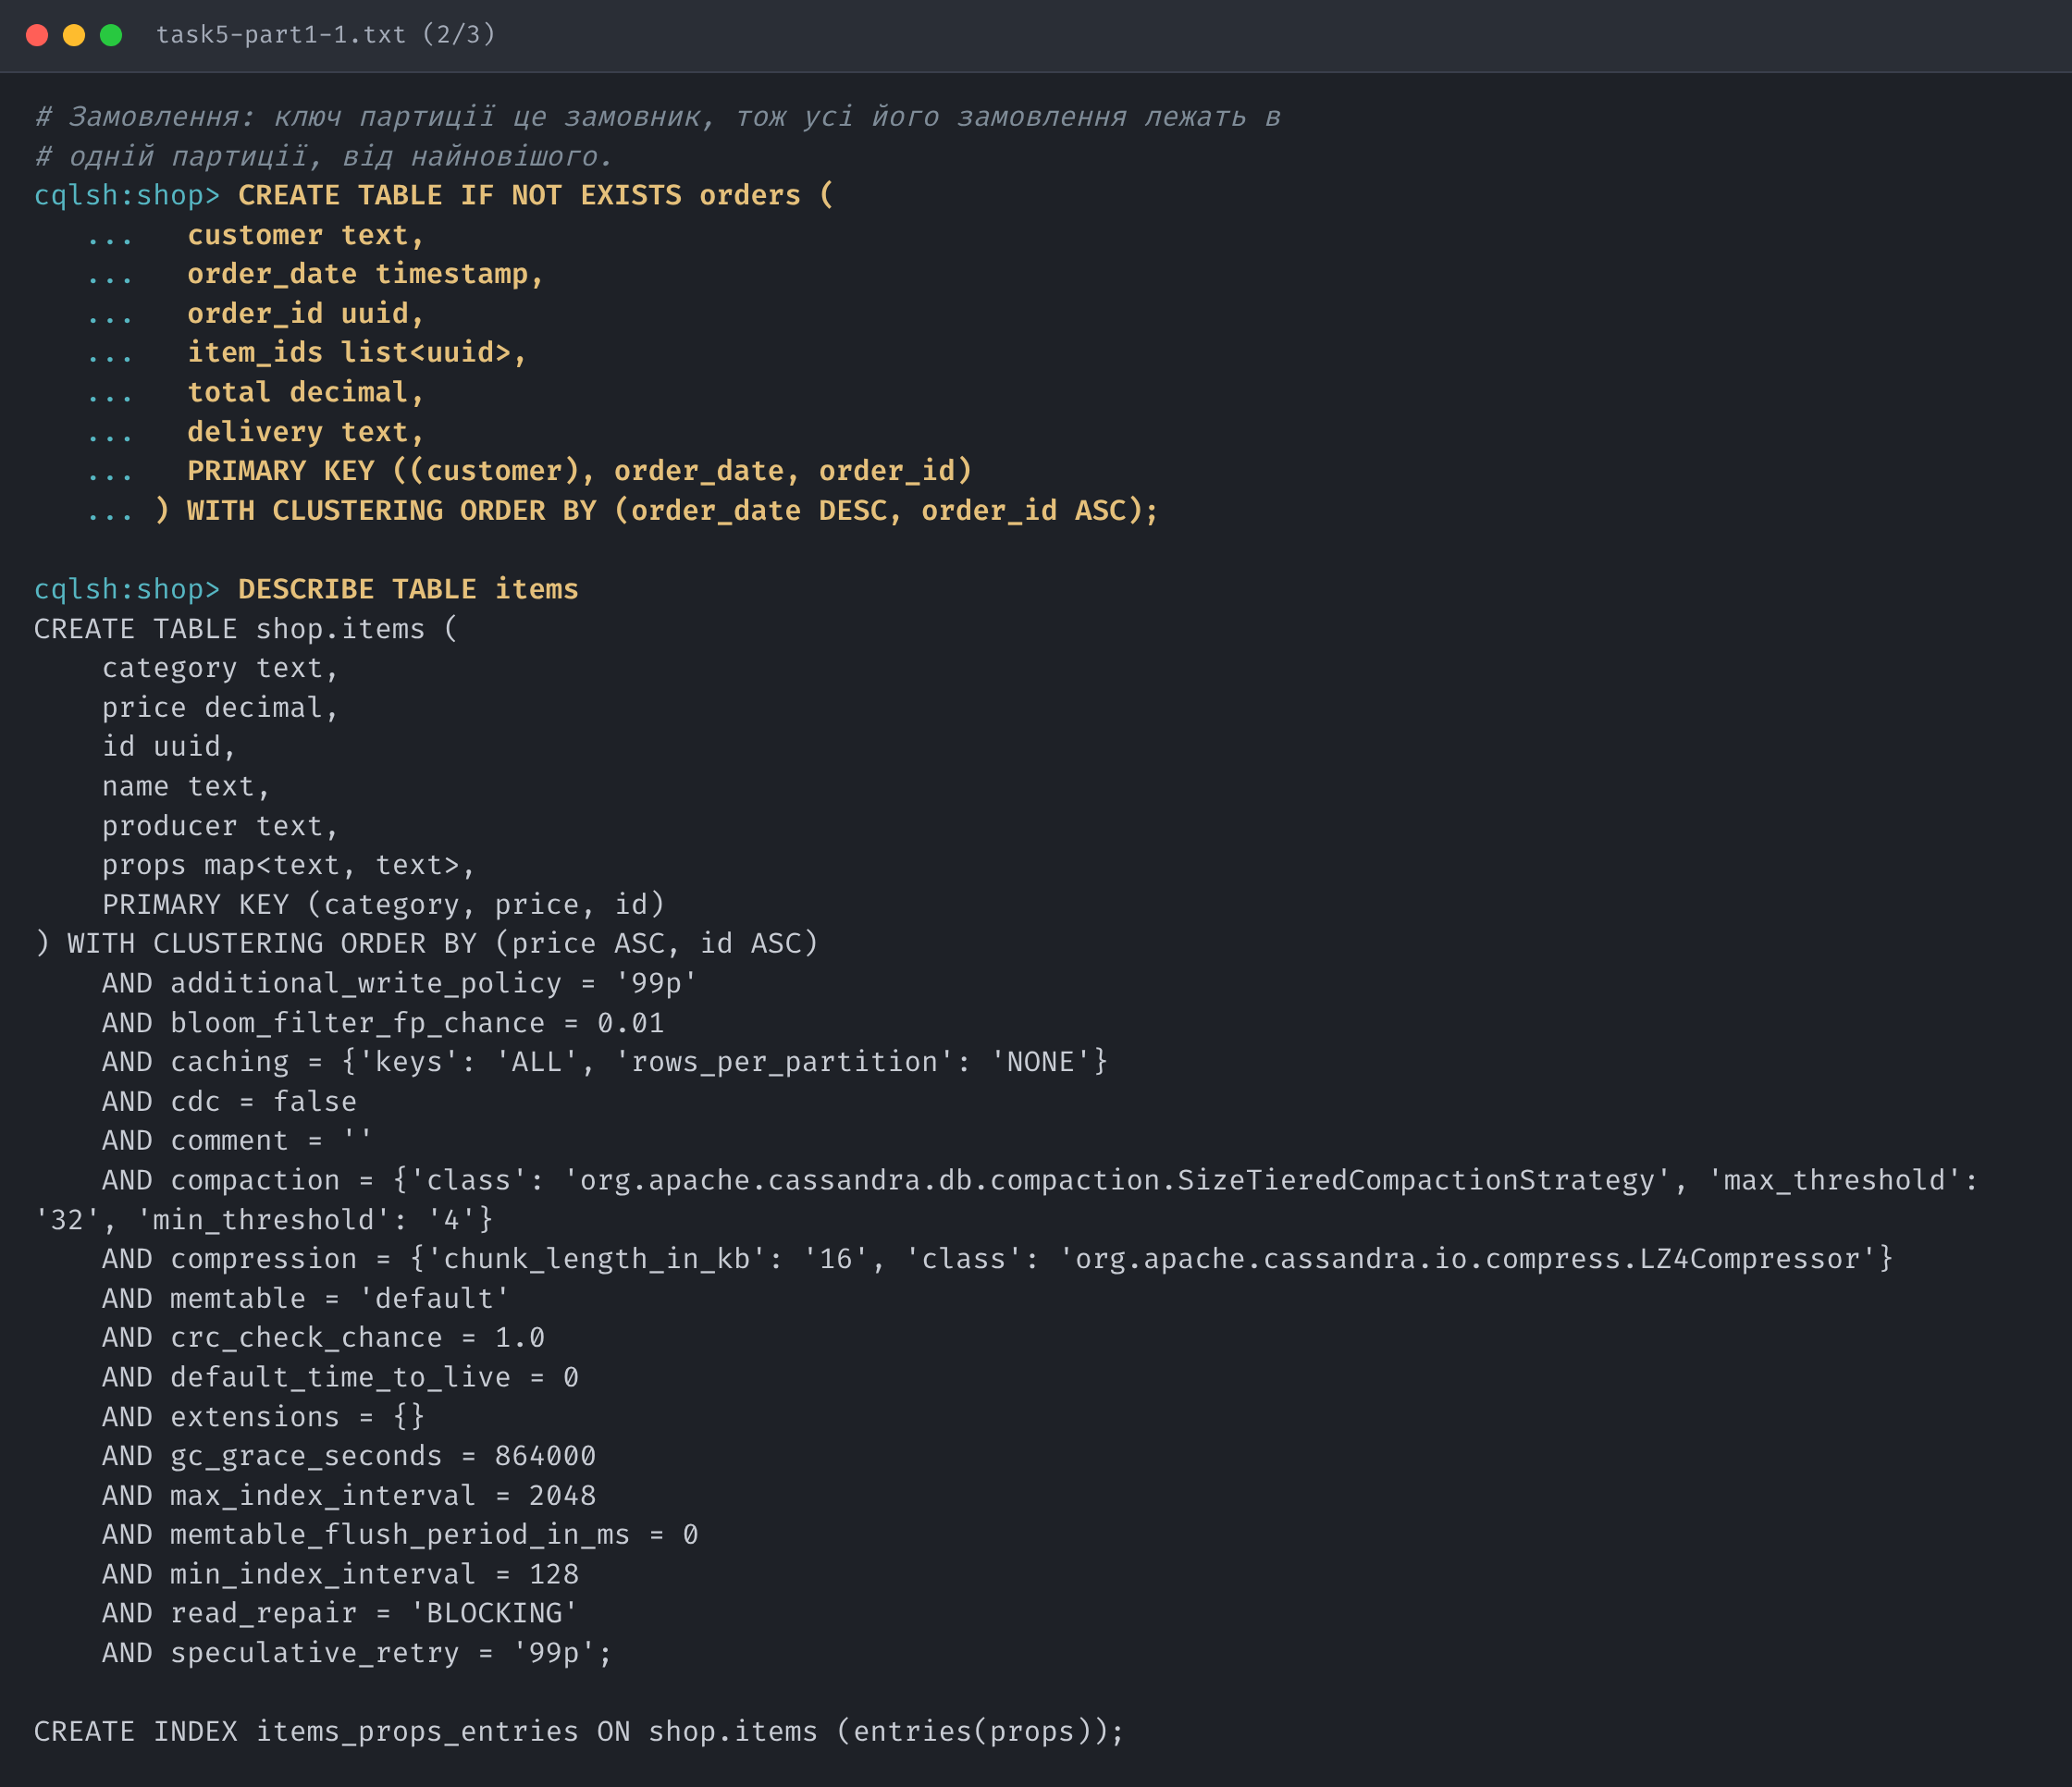 task5-part1-1.txt (2/3)
# Замовлення: ключ партиції це замовник, тож усі його замовлення лежать в
# одній партиції, від найновішого.
cqlsh:shop> CREATE TABLE IF NOT EXISTS orders (
   ...   customer text,
   ...   order_date timestamp,
   ...   order_id uuid,
   ...   item_ids list<uuid>,
   ...   total decimal,
   ...   delivery text,
   ...   PRIMARY KEY ((customer), order_date, order_id)
   ... ) WITH CLUSTERING ORDER BY (order_date DESC, order_id ASC);

cqlsh:shop> DESCRIBE TABLE items
CREATE TABLE shop.items (
    category text,
    price decimal,
    id uuid,
    name text,
    producer text,
    props map<text, text>,
    PRIMARY KEY (category, price, id)
) WITH CLUSTERING ORDER BY (price ASC, id ASC)
    AND additional_write_policy = '99p'
    AND bloom_filter_fp_chance = 0.01
    AND caching = {'keys': 'ALL', 'rows_per_partition': 'NONE'}
    AND cdc = false
    AND comment = ''
    AND compaction = {'class': 'org.apache.cassandra.db.compaction.SizeTieredCompactionStrategy', 'max_threshold':
'32', 'min_threshold': '4'}
    AND compression = {'chunk_length_in_kb': '16', 'class': 'org.apache.cassandra.io.compress.LZ4Compressor'}
    AND memtable = 'default'
    AND crc_check_chance = 1.0
    AND default_time_to_live = 0
    AND extensions = {}
    AND gc_grace_seconds = 864000
    AND max_index_interval = 2048
    AND memtable_flush_period_in_ms = 0
    AND min_index_interval = 128
    AND read_repair = 'BLOCKING'
    AND speculative_retry = '99p';

CREATE INDEX items_props_entries ON shop.items (entries(props));